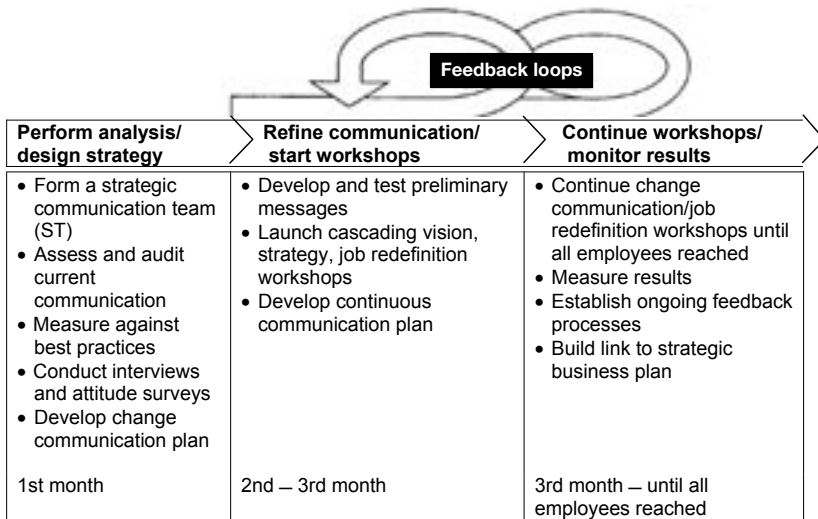 Feedback loops
Perform analysis/
design strategy
Refine communication/
start workshops
Continue workshops/
monitor results
• Form a strategic
communication team
(ST)
• Assess and audit
current
communication
• Measure against
best practices
• Conduct interviews
and attitude surveys
• Develop change
communication plan
1st month
• Develop and test preliminary
messages
• Launch cascading vision,
strategy, job redefinition
workshops
• Develop continuous
communication plan
2nd – 3rd month
• Continue change
communication/job
redefinition workshops until
all employees reached
• Measure results
• Establish ongoing feedback
processes
• Build link to strategic
business plan
3rd month – until all
employees reached